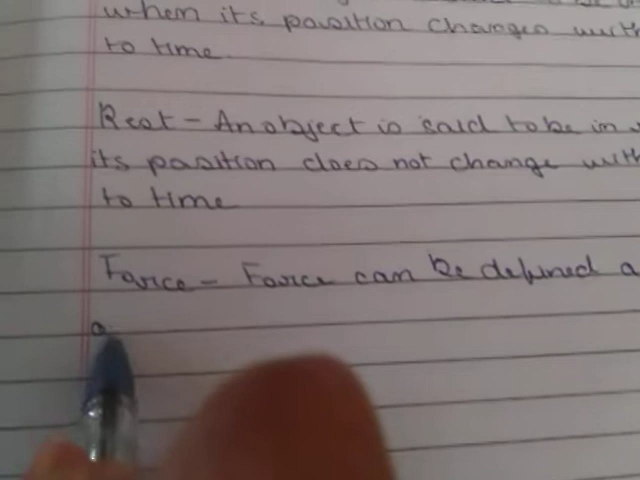 when its position changes with
to time
Rest - An object is said to be in
its position does not change with
to time
Force - Force can be defined a
a